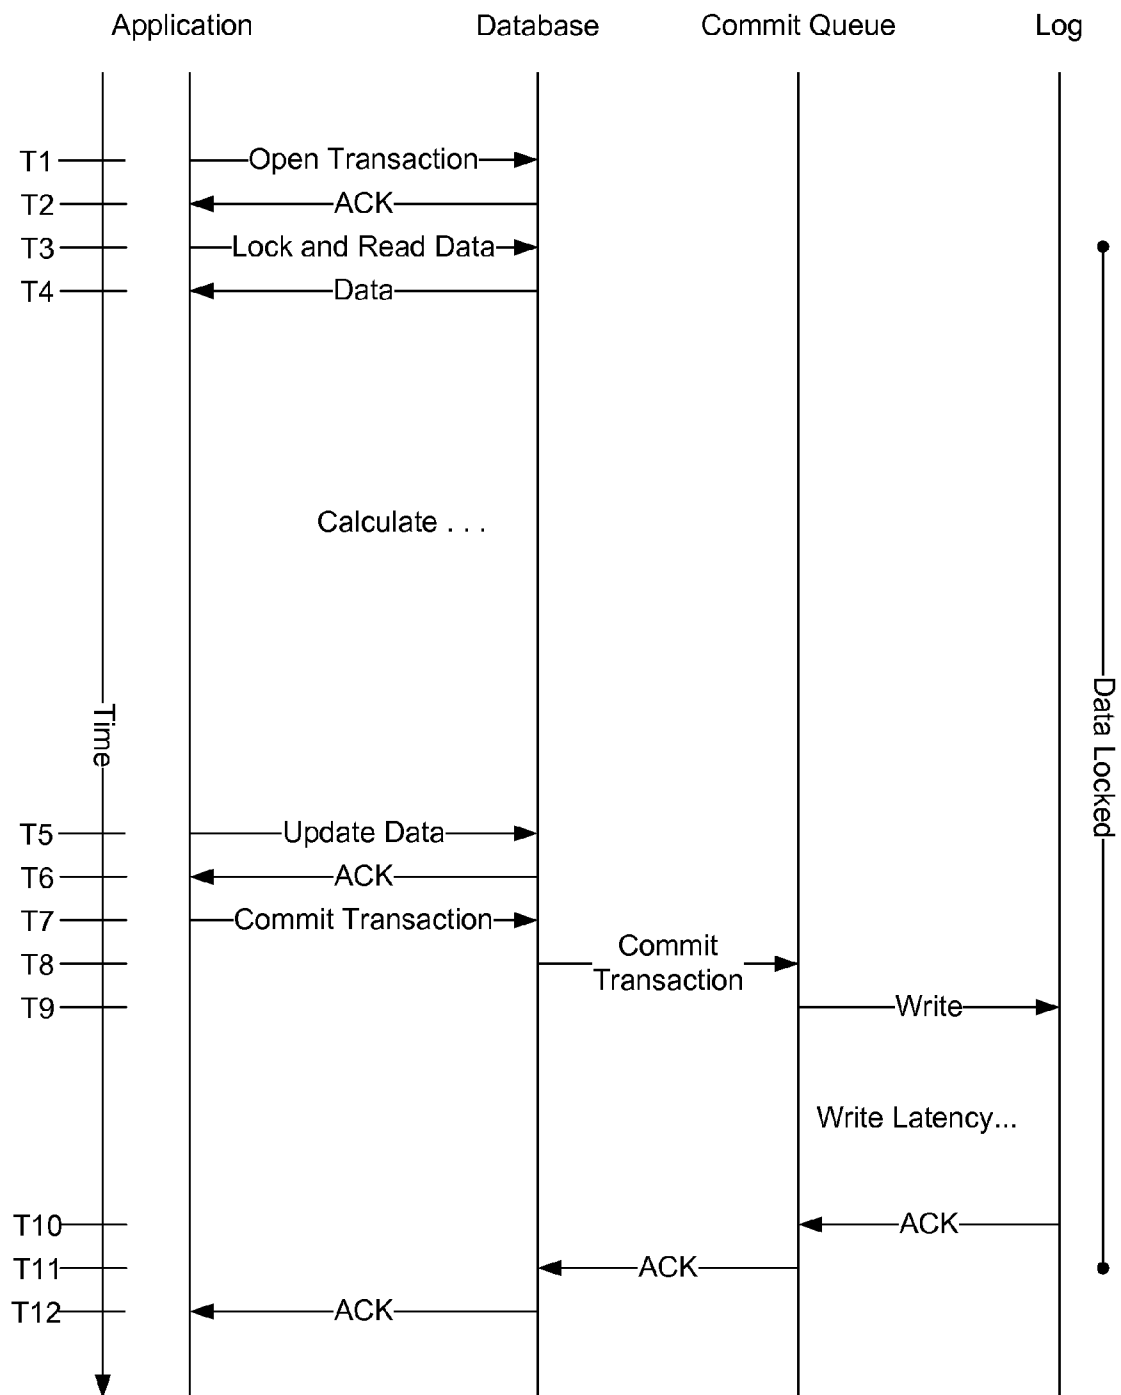 Application Database Commit Queue Log
T1 Open Transaction
T2 ACK
T3 Lock and Read Data
T4 Data
Calculate . . .
Time
Data Locked
T5 Update Data
T6 ACK
T7 Commit Transaction
T8 Commit
Transaction
T9 Write
Write Latency...
T10 ACK
T11 ACK
T12 ACK